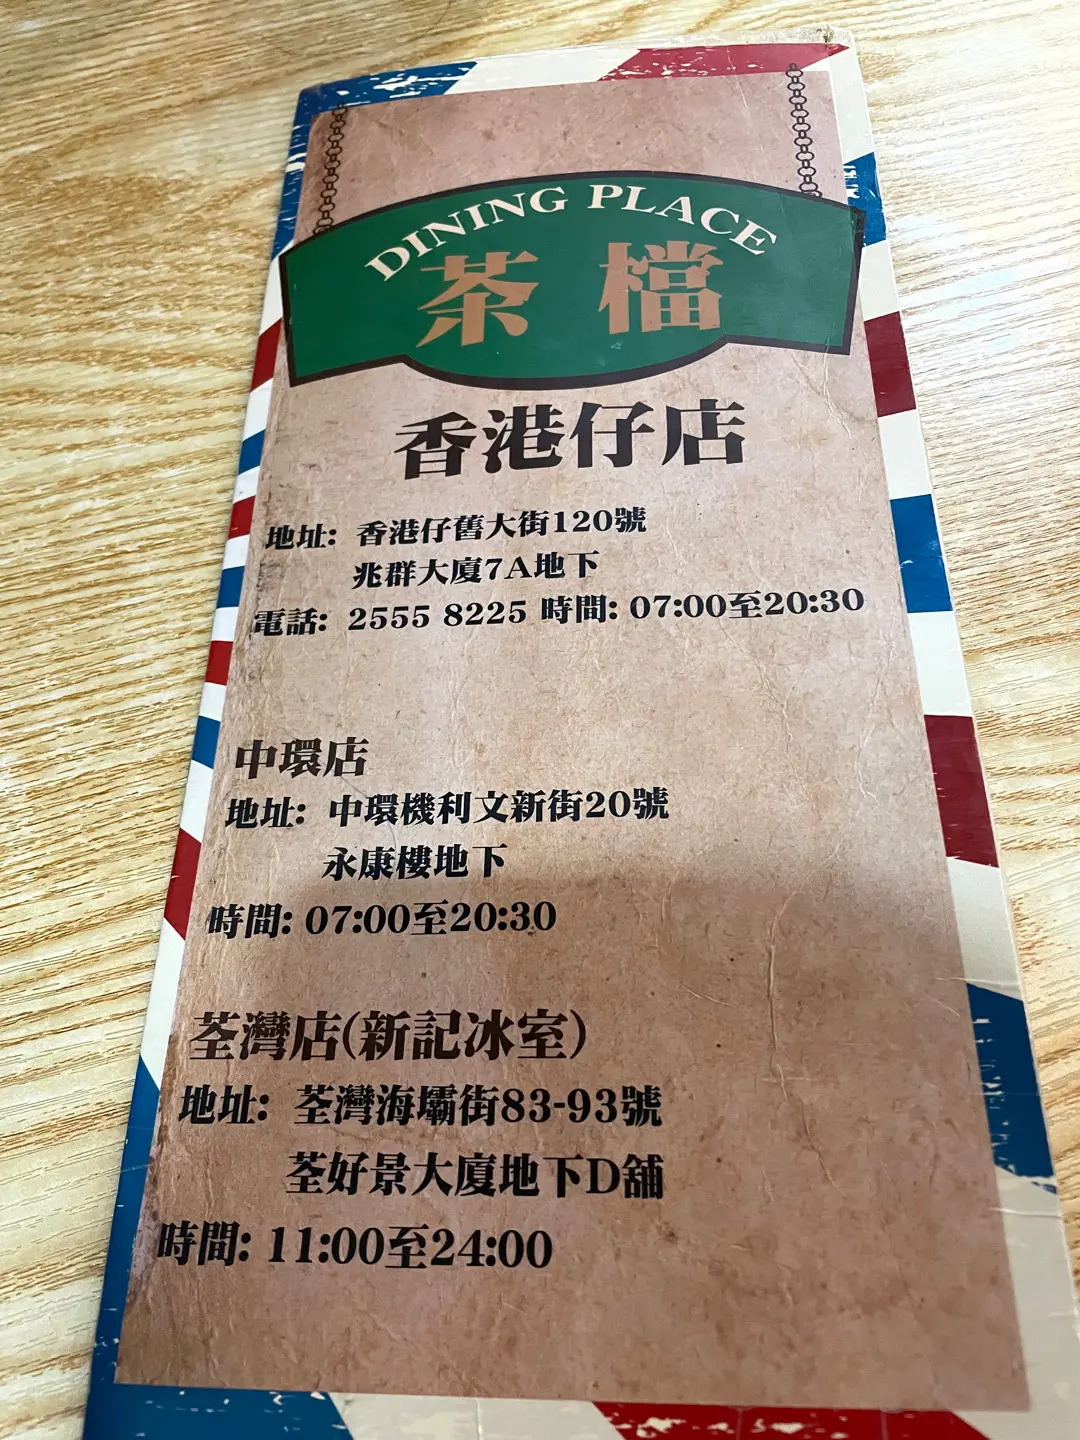 DINING PLACE
茶檔
香港仔店
地址: 香港仔舊大街120號
兆群大廈7A地下
電話: 2555 8225 時間: 07:00至20:30
中環店
地址: 中環機利文新街20號
永康樓地下
時間: 07:00至20:30
荃灣店(新記冰室)
地址: 荃灣海壩街83-93號
荃好景大廈地下D舖
時間: 11:00至24:00